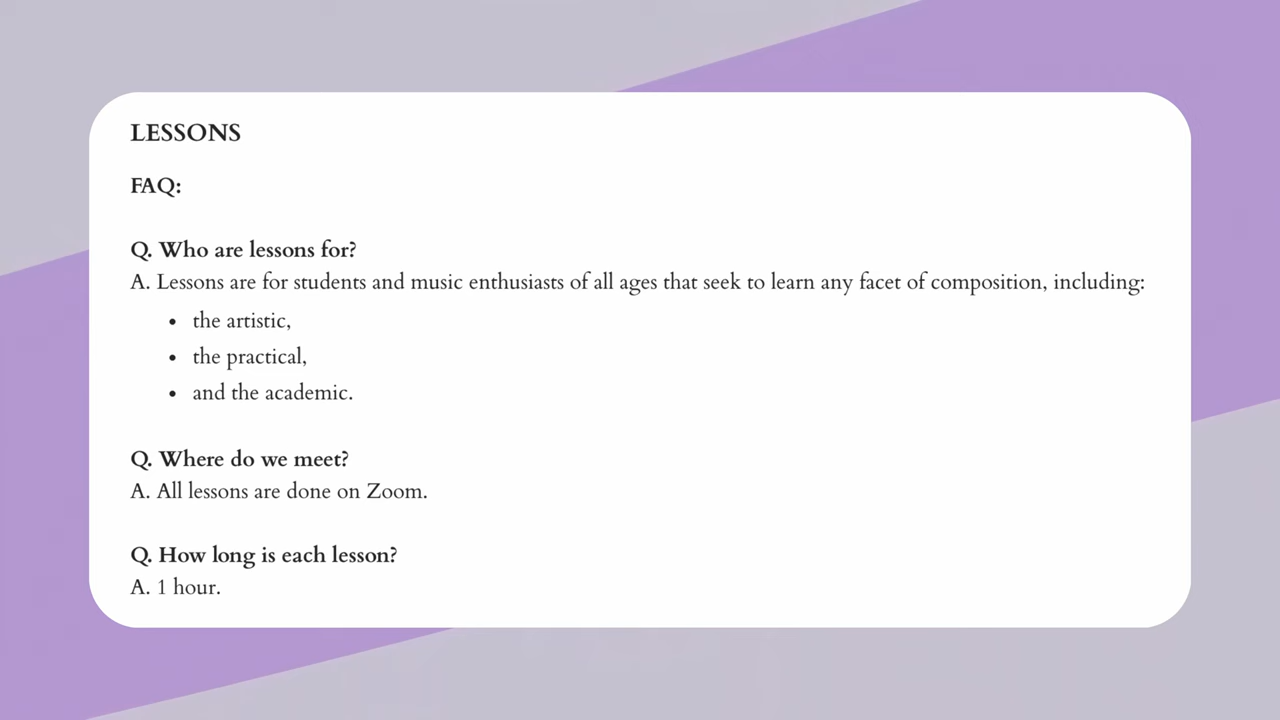 LESSONS
FAQ:
Q. Who are lessons for?
A. Lessons are for students and music enthusiasts of all ages that seek to learn any facet of composition, including:
• the artistic,
• the practical,
• and the academic.
Q. Where do we meet?
A. All lessons are done on Zoom.
Q. How long is each lesson?
A. 1 hour.